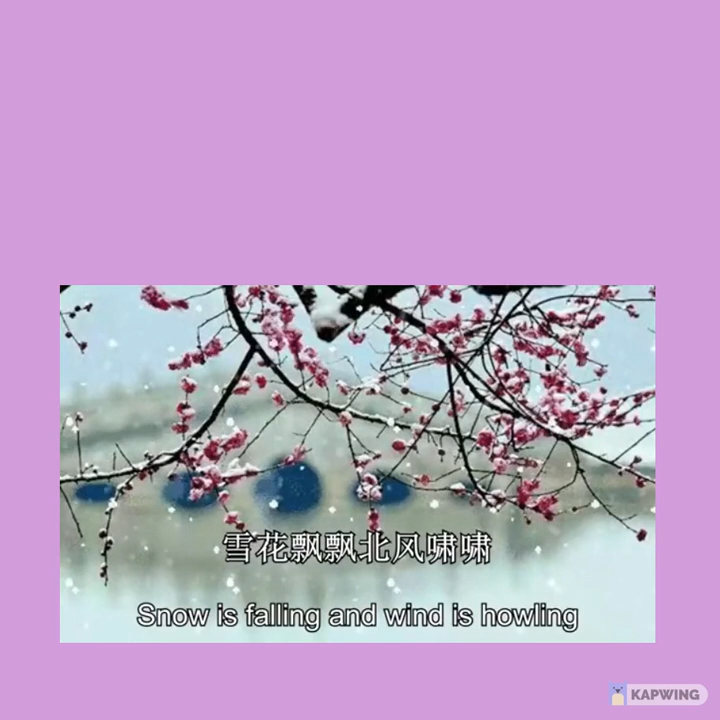 雪花飘飘北风啸啸
Snow is falling and wind is howling
KAPWING